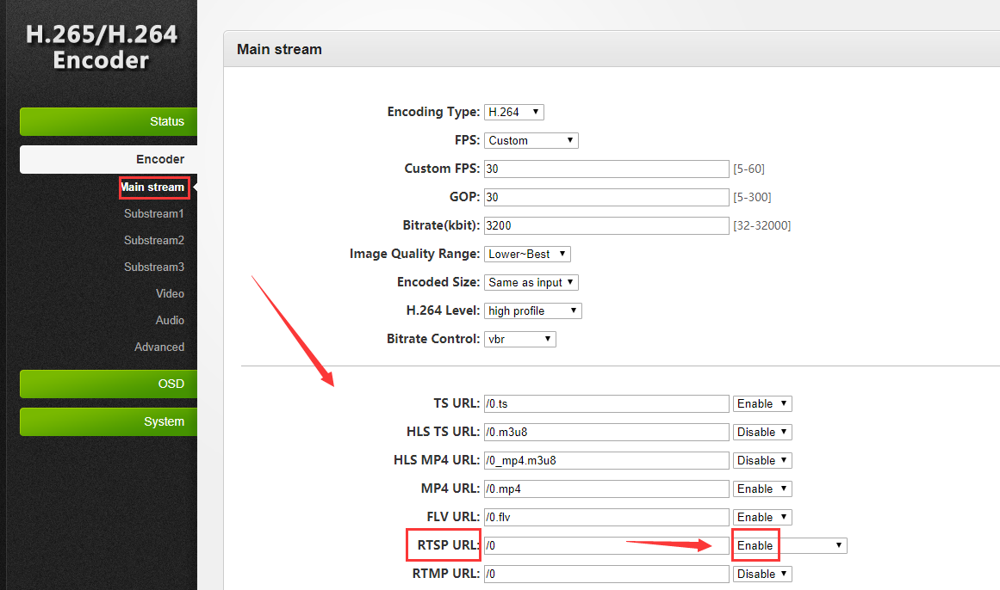 H.265/H.264
Encoder
Status
Encoder
Main stream
Substream1
Substream2
Substream3
Video
Audio
Advanced
OSD
System
Main stream
Encoding Type: H.264
FPS: Custom
Custom FPS: 30 [5-60]
GOP: 30 [5-300]
Bitrate(kbit): 3200 [32-32000]
Image Quality Range: Lower~Best
Encoded Size: Same as input
H.264 Level: high profile
Bitrate Control: vbr
TS URL: /0.ts Enable
HLS TS URL: /0.m3u8 Disable
HLS MP4 URL: /0_mp4.m3u8 Disable
MP4 URL: /0.mp4 Enable
FLV URL: /0.flv Enable
RTSP URL: /0 Enable
RTMP URL: /0 Disable